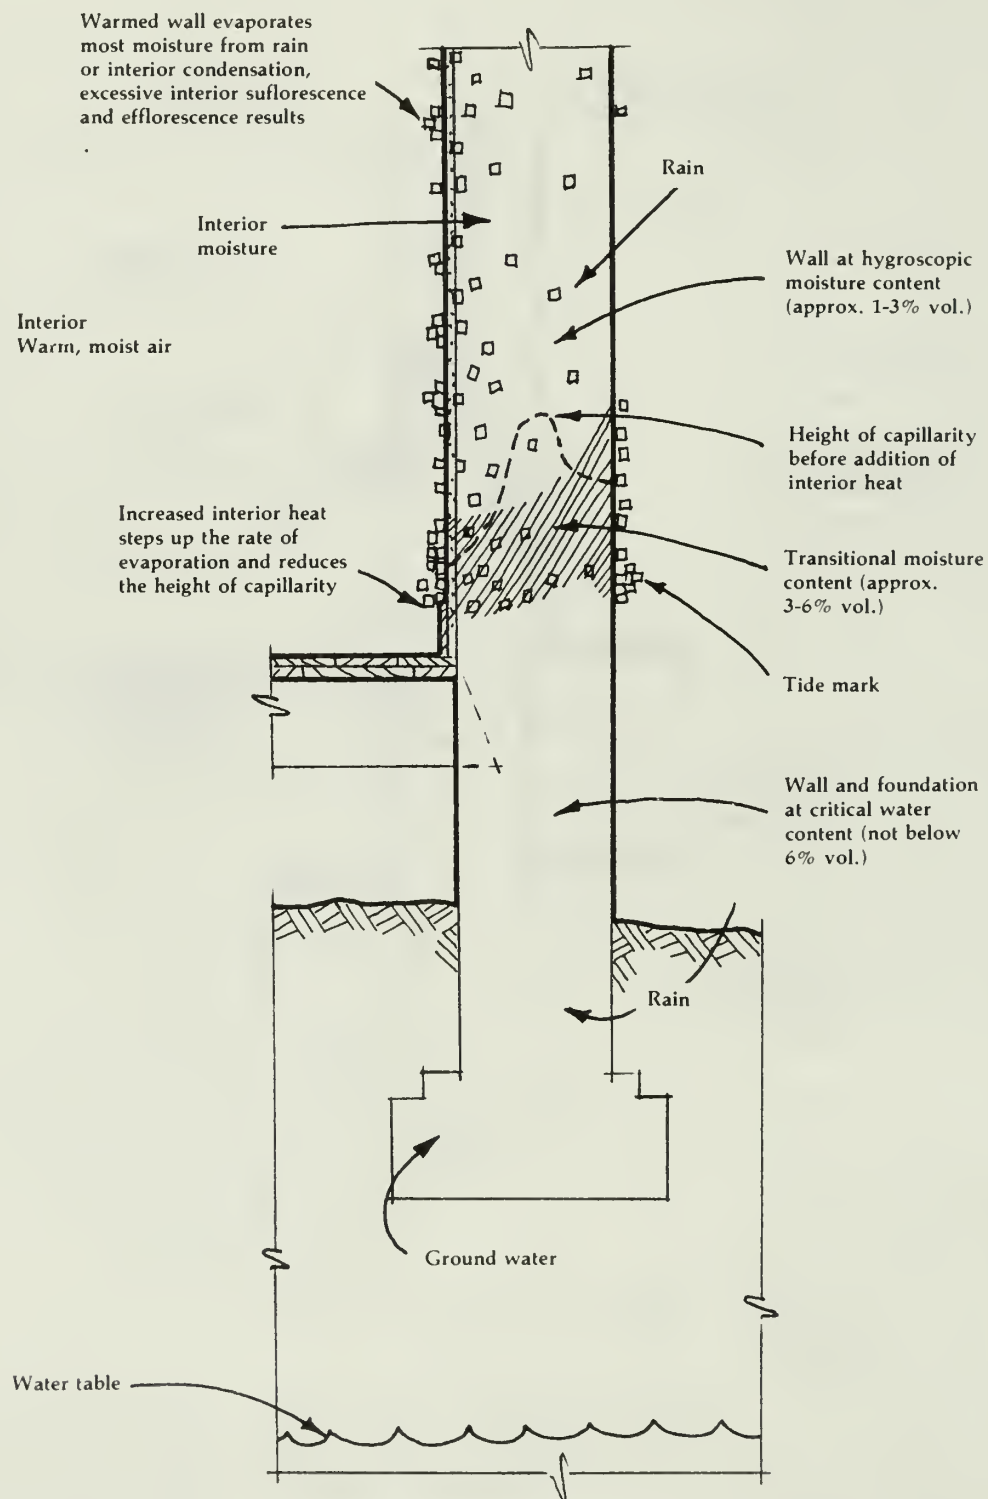 Warmed wall evaporates
most moisture from rain
or interior condensation,
excessive interior suflorescence
and efflorescence results
Rain
Interior
moisture
Wall at hygroscopic
moisture content
(approx. 1-3% vol.)
Interior
Warm, moist air
Height of capillarity
before addition of
interior heat
Increased interior heat
steps up the rate of
evaporation and reduces
the height of capillarity
Transitional moisture
content (approx.
3-6% vol.)
Tide mark
Wall and foundation
at critical water
content (not below
6% vol.)
Rain
Ground water
Water table